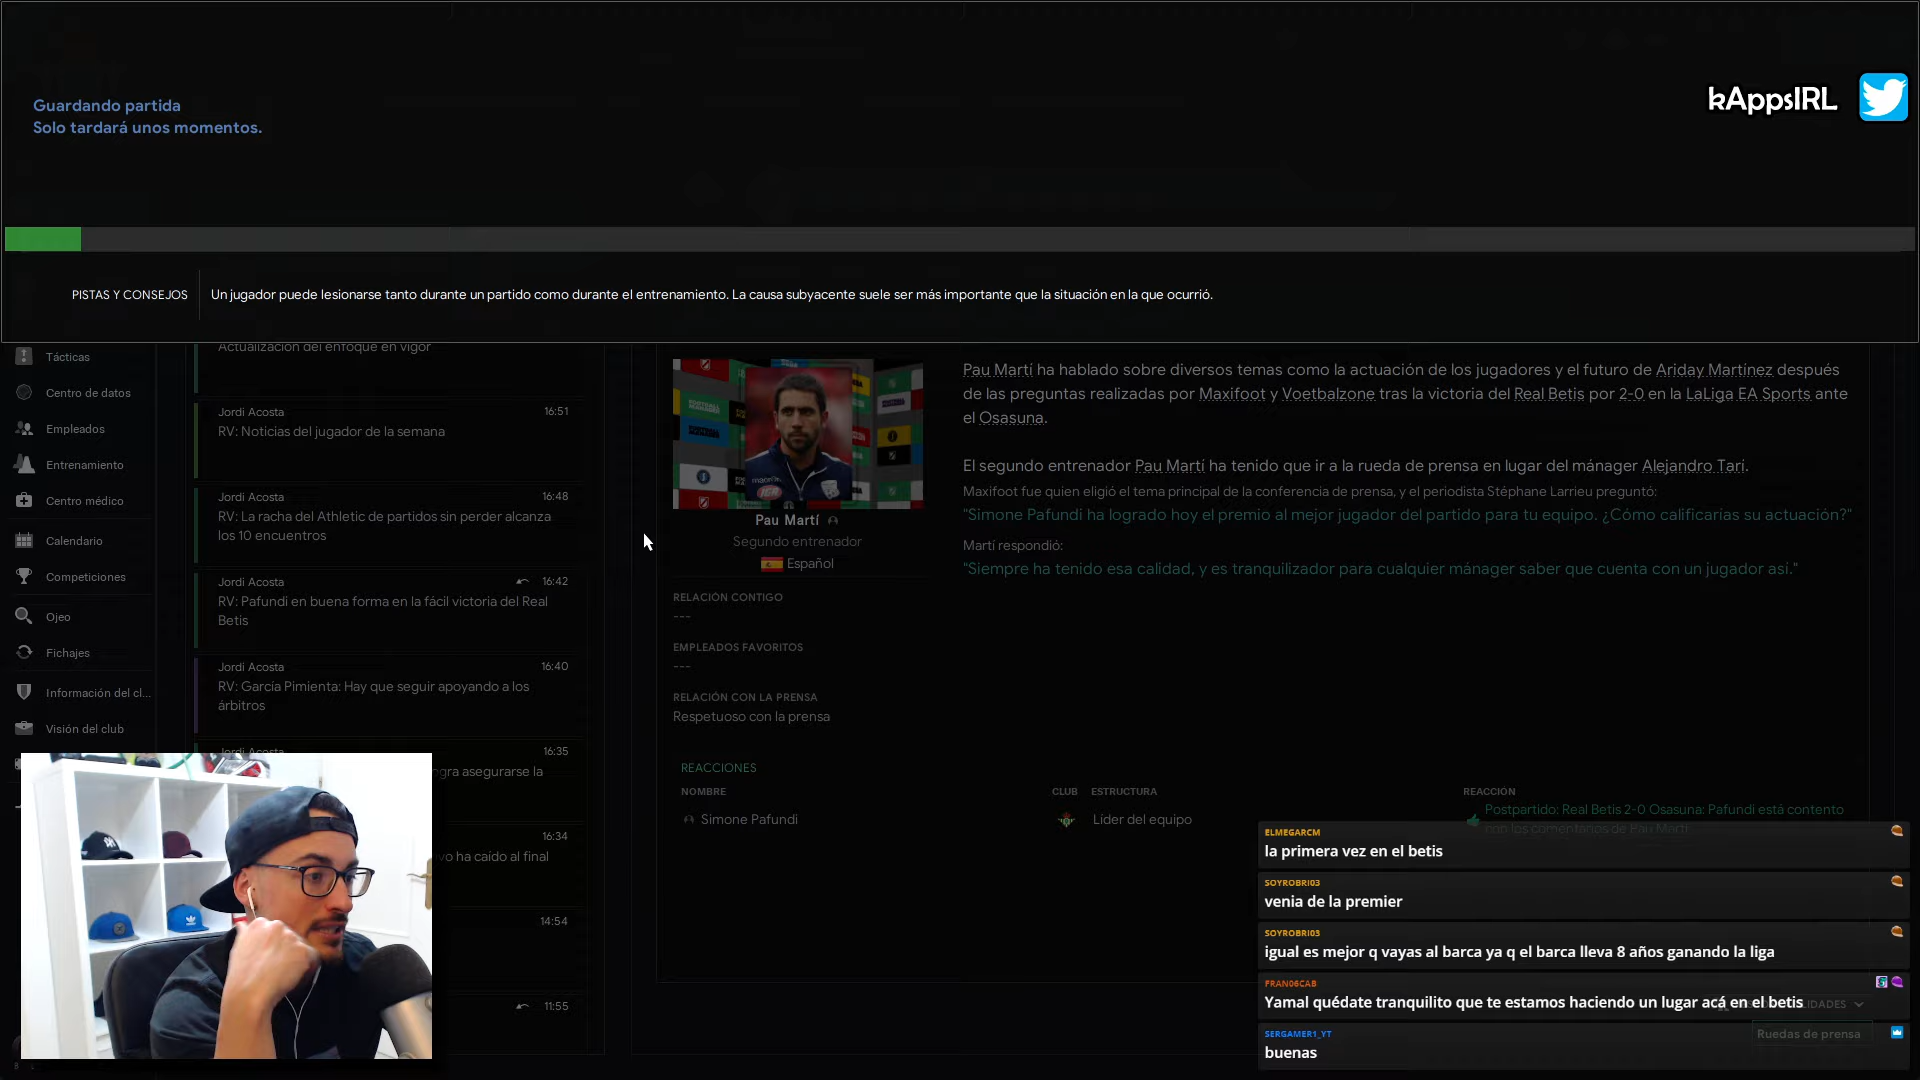 Guardando partida
Solo tardará unos momentos.
kAppsIRL
PISTAS Y CONSEJOS
Un jugador puede lesionarse tanto durante un partido como durante el entrenamiento. La causa subyacente suele ser más importante que la situación en la que ocurrió.
Tácticas
Centro de datos
Empleados
Entrenamiento
Centro médico
Calendario
Competiciones
Ojeo
Fichajes
Información del cl...
Visión del club
Actualización del enfoque en vigor
Jordi Acosta 16:51
RV: Noticias del jugador de la semana
Jordi Acosta 16:48
RV: La racha del Athletic de partidos sin perder alcanza
los 10 encuentros
Jordi Acosta 16:42
RV: Pafundi en buena forma en la fácil victoria del Real
Betis
Jordi Acosta 16:40
RV: García Pimienta: Hay que seguir apoyando a los
árbitros
Jordi Acosta 16:35
gra asegurarse la
16:34
vo ha caído al final
14:54
11:55
Pau Martí
Segundo entrenador
Español
RELACIÓN CONTIGO
---
EMPLEADOS FAVORITOS
---
RELACIÓN CON LA PRENSA
Respetuoso con la prensa
Pau Martí ha hablado sobre diversos temas como la actuación de los jugadores y el futuro de Ariday Martínez después
de las preguntas realizadas por Maxifoot y Voetbalzone tras la victoria del Real Betis por 2-0 en la LaLiga EA Sports ante
el Osasuna.
El segundo entrenador Pau Martí ha tenido que ir a la rueda de prensa en lugar del mánager Alejandro Tarí.
Maxifoot fue quien eligió el tema principal de la conferencia de prensa, y el periodista Stéphane Larrieu preguntó:
"Simone Pafundi ha logrado hoy el premio al mejor jugador del partido para tu equipo. ¿Cómo calificarías su actuación?"
Martí respondió:
"Siempre ha tenido esa calidad, y es tranquilizador para cualquier mánager saber que cuenta con un jugador así."
REACCIONES
NOMBRE CLUB ESTRUCTURA REACCIÓN
Simone Pafundi Líder del equipo Postpartido: Real Betis 2-0 Osasuna: Pafundi está contento
con los comentarios de Pau Martí
ELMEGARCM
la primera vez en el betis
SOYROBRI03
venia de la premier
SOYROBRI03
igual es mejor q vayas al barca ya q el barca lleva 8 años ganando la liga
FRAN06CAB
Yamal quédate tranquilito que te estamos haciendo un lugar acá en el betis
SERGAMER1_YT
buenas
Ruedas de prensa